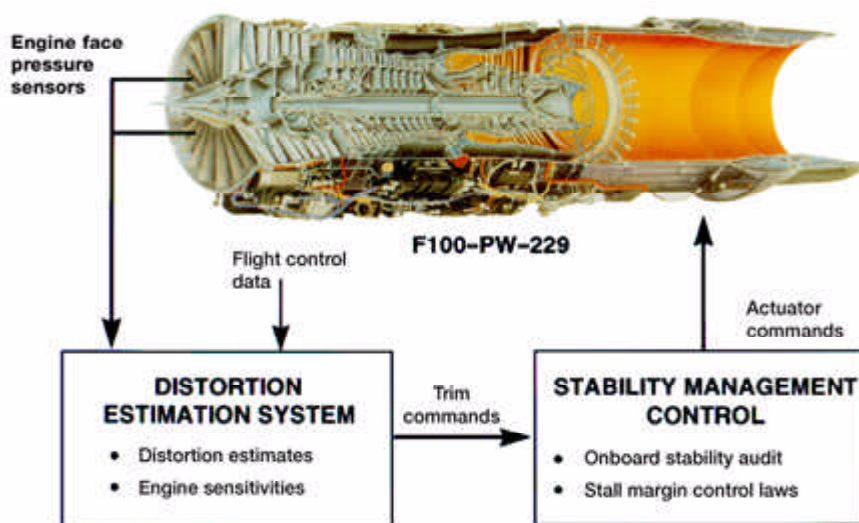 Engine face
pressure
sensors
F100-PW-229
Flight control
data
Actuator
commands
DISTORTION
ESTIMATION SYSTEM
• Distortion estimates
• Engine sensitivities
Trim
commands
STABILITY MANAGEMENT
CONTROL
• Onboard stability audit
• Stall margin control laws